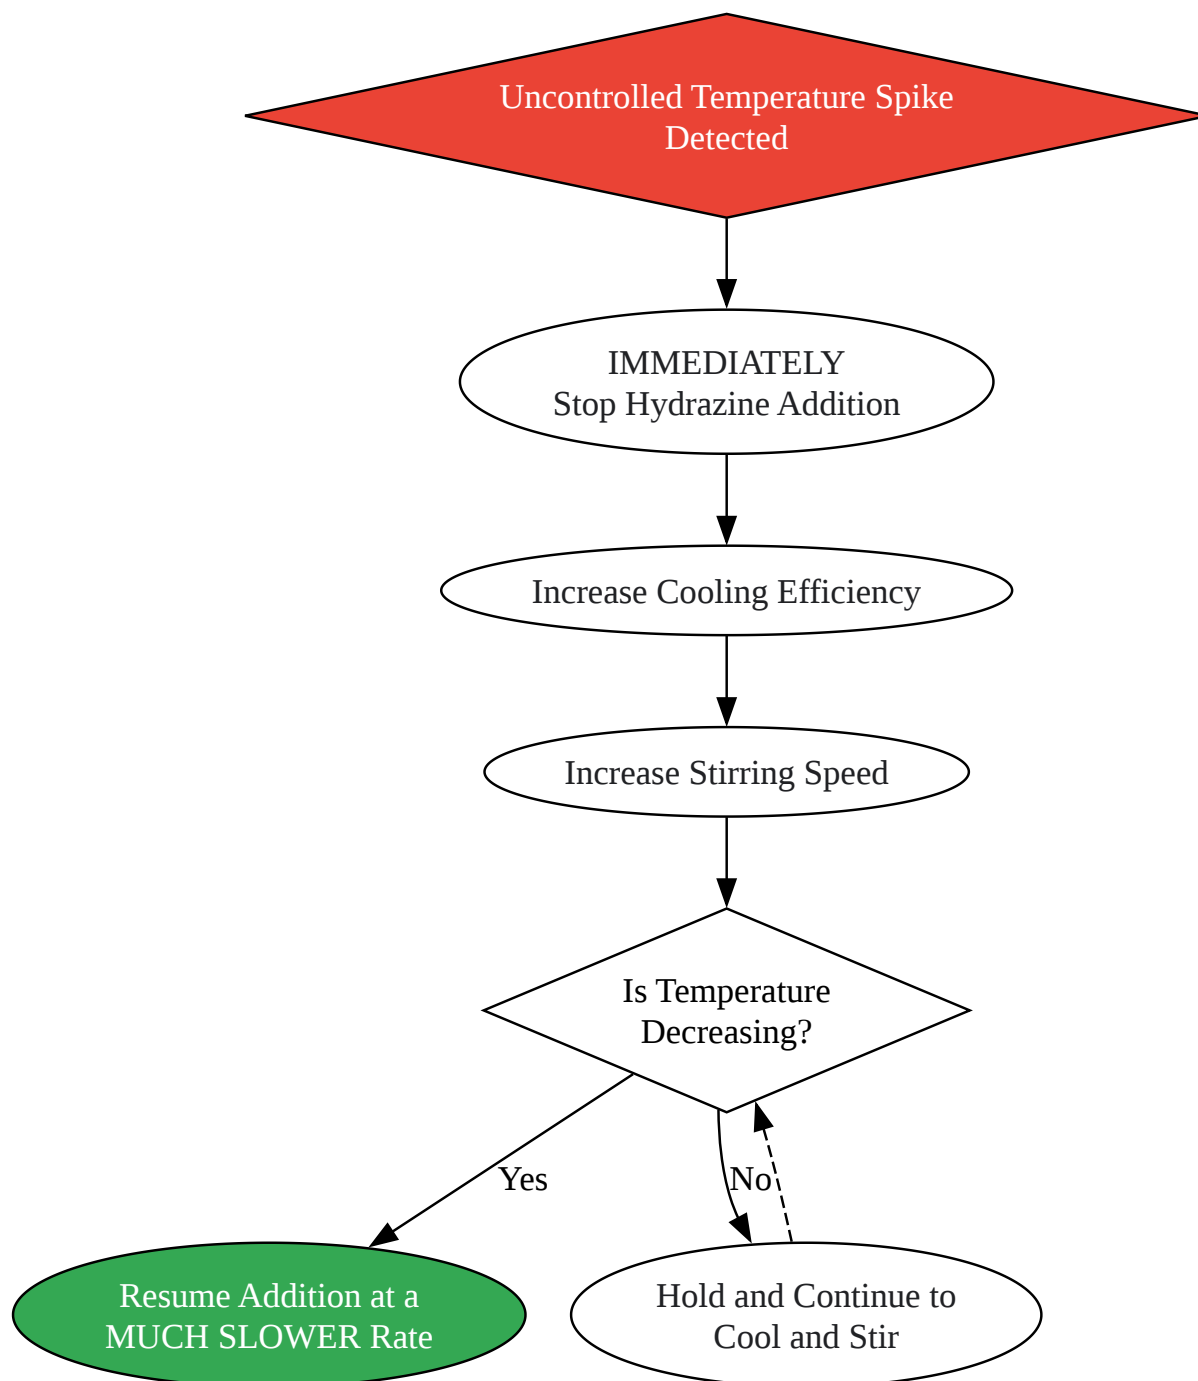 Uncontrolled Temperature Spike
Detected
IMMEDIATELY
Stop Hydrazine Addition
Increase Cooling Efficiency
Increase Stirring Speed
Is Temperature
Decreasing?
Yes
No
Resume Addition at a
MUCH SLOWER Rate
Hold and Continue to
Cool and Stir